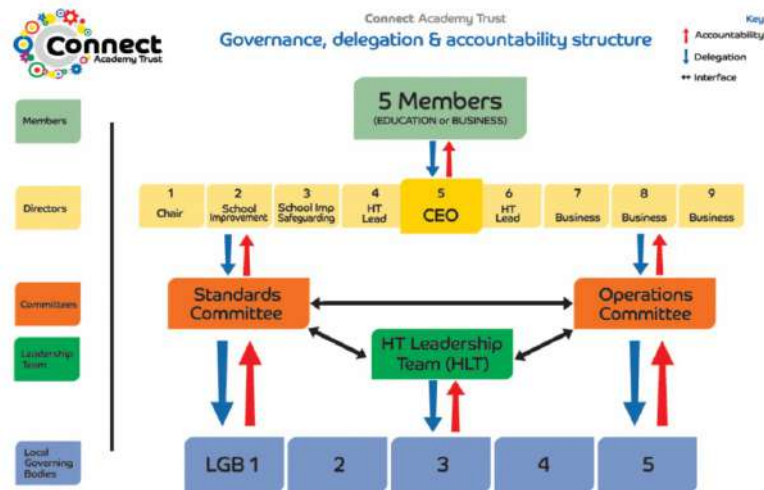 Connect
Academy Trust
Connect Academy Trust
Governance, delegation & accountability structure
Key
Accountability
Delegation
Interface
Members
5 Members
(EDUCATION or BUSINESS)
Directors
1
Chair
2
School
Improvement
3
School Imp
Safeguarding
4
HT
Lead
5
CEO
6
HT
Lead
7
Business
8
Business
9
Business
Committees
Standards
Committee
Operations
Committee
Leadership
Team
HT Leadership
Team (HLT)
Local
Governing
Bodies
LGB 1
2
3
4
5